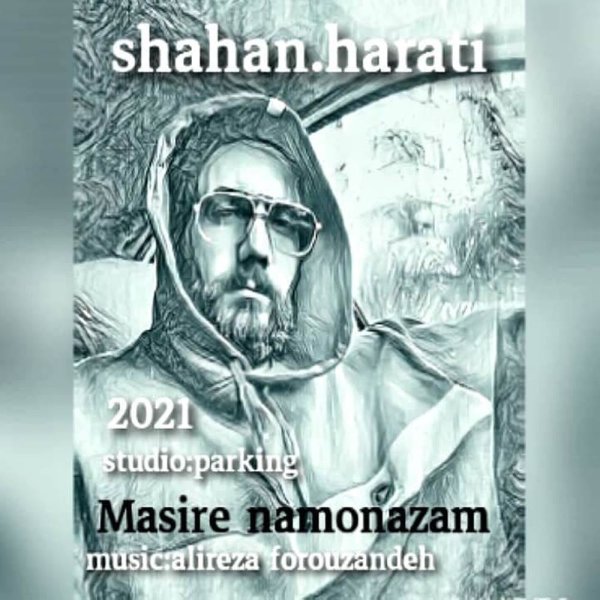 shahan.harati
2021
studio:parking
Masire namonazam
music:alireza forouzandeh